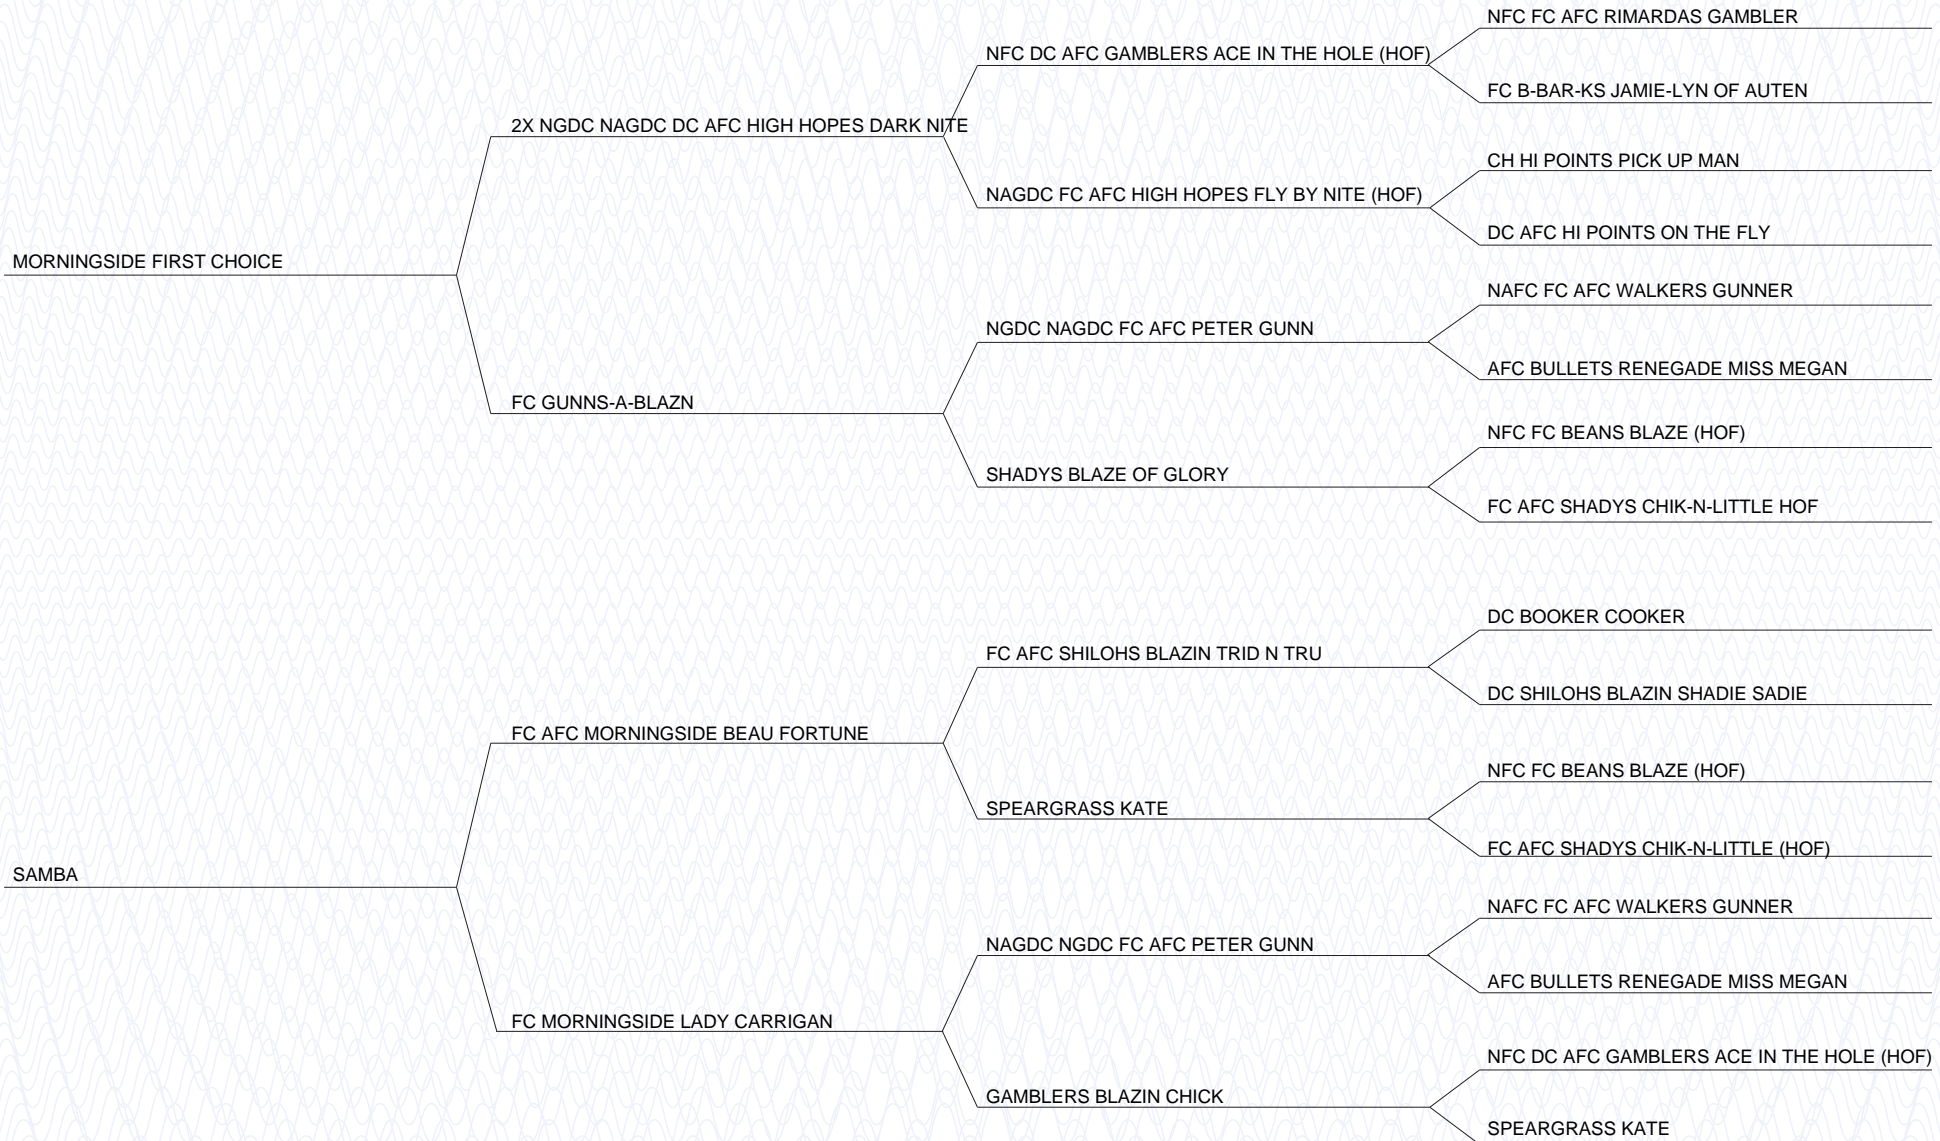 NFC FC AFC RIMARDAS GAMBLER
NFC DC AFC GAMBLERS ACE IN THE HOLE (HOF)
FC B-BAR-KS JAMIE-LYN OF AUTEN
2X NGDC NAGDC DC AFC HIGH HOPES DARK NITE
CH HI POINTS PICK UP MAN
NAGDC FC AFC HIGH HOPES FLY BY NITE (HOF)
DC AFC HI POINTS ON THE FLY
MORNINGSIDE FIRST CHOICE
NAFC FC AFC WALKERS GUNNER
NGDC NAGDC FC AFC PETER GUNN
AFC BULLETS RENEGADE MISS MEGAN
FC GUNNS-A-BLAZN
NFC FC BEANS BLAZE (HOF)
SHADYS BLAZE OF GLORY
FC AFC SHADYS CHIK-N-LITTLE HOF
DC BOOKER COOKER
FC AFC SHILOHS BLAZIN TRID N TRU
DC SHILOHS BLAZIN SHADIE SADIE
FC AFC MORNINGSIDE BEAU FORTUNE
NFC FC BEANS BLAZE (HOF)
SPEARGRASS KATE
FC AFC SHADYS CHIK-N-LITTLE (HOF)
SAMBA
NAFC FC AFC WALKERS GUNNER
NAGDC NGDC FC AFC PETER GUNN
AFC BULLETS RENEGADE MISS MEGAN
FC MORNINGSIDE LADY CARRIGAN
NFC DC AFC GAMBLERS ACE IN THE HOLE (HOF)
GAMBLERS BLAZIN CHICK
SPEARGRASS KATE